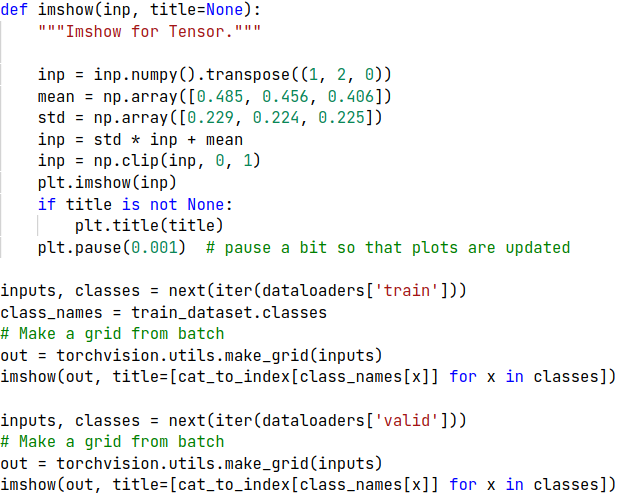 def imshow(inp, title=None):
    """Imshow for Tensor."""

    inp = inp.numpy().transpose((1, 2, 0))
    mean = np.array([0.485, 0.456, 0.406])
    std = np.array([0.229, 0.224, 0.225])
    inp = std * inp + mean
    inp = np.clip(inp, 0, 1)
    plt.imshow(inp)
    if title is not None:
        plt.title(title)
    plt.pause(0.001)  # pause a bit so that plots are updated

inputs, classes = next(iter(dataloaders['train']))
class_names = train_dataset.classes
# Make a grid from batch
out = torchvision.utils.make_grid(inputs)
imshow(out, title=[cat_to_index[class_names[x]] for x in classes])

inputs, classes = next(iter(dataloaders['valid']))
# Make a grid from batch
out = torchvision.utils.make_grid(inputs)
imshow(out, title=[cat_to_index[class_names[x]] for x in classes])